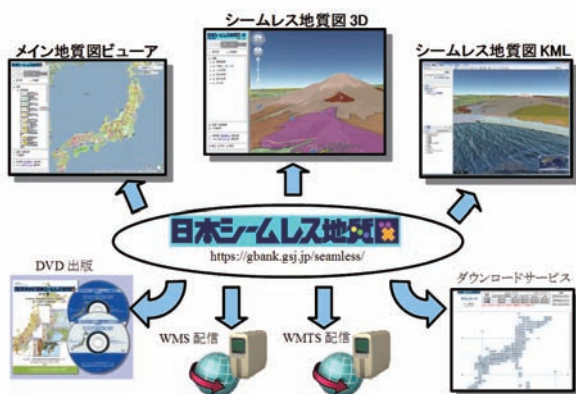 メイン地質図ビューア
シームレス地質図 3D
シームレス地質図 KML
日本シームレス地質図
https://gbank.gsj.jp/seamless/
DVD 出版
WMS 配信
WMTS 配信
ダウンロードサービス